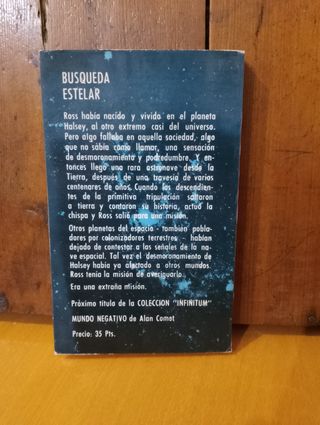 BUSQUEDA
ESTELAR
Ross había nacido y vivido en el planeta
Halsey, al otro extremo casi del universo.
Pero algo fallaba en aquella sociedad, algo
que no sabía cómo llamar, una sensación
de desmoronamiento y podredumbre. Y en-
tonces llegó una rara astronave desde la
Tierra, después de una travesía de varios
centenares de años. Cuando los descendien-
tes de la primitiva tripulación saltaron
a tierra y contaron su historia, actuó la
chispa y Ross salió para una misión.
Otros planetas del espacio - también pobla-
dos por colonizadores terrestres - habían
dejado de contestar a las señales de la na-
ve espacial. Tal vez el desmoronamiento de
Halsey había ya afectado a otros mundos.
Ross tenía la misión de averiguarlo.
Era una extraña misión.
Próximo título de la COLECCION "INFINITUM"
MUNDO NEGATIVO de Alan Comet
Precio: 35 Pts.